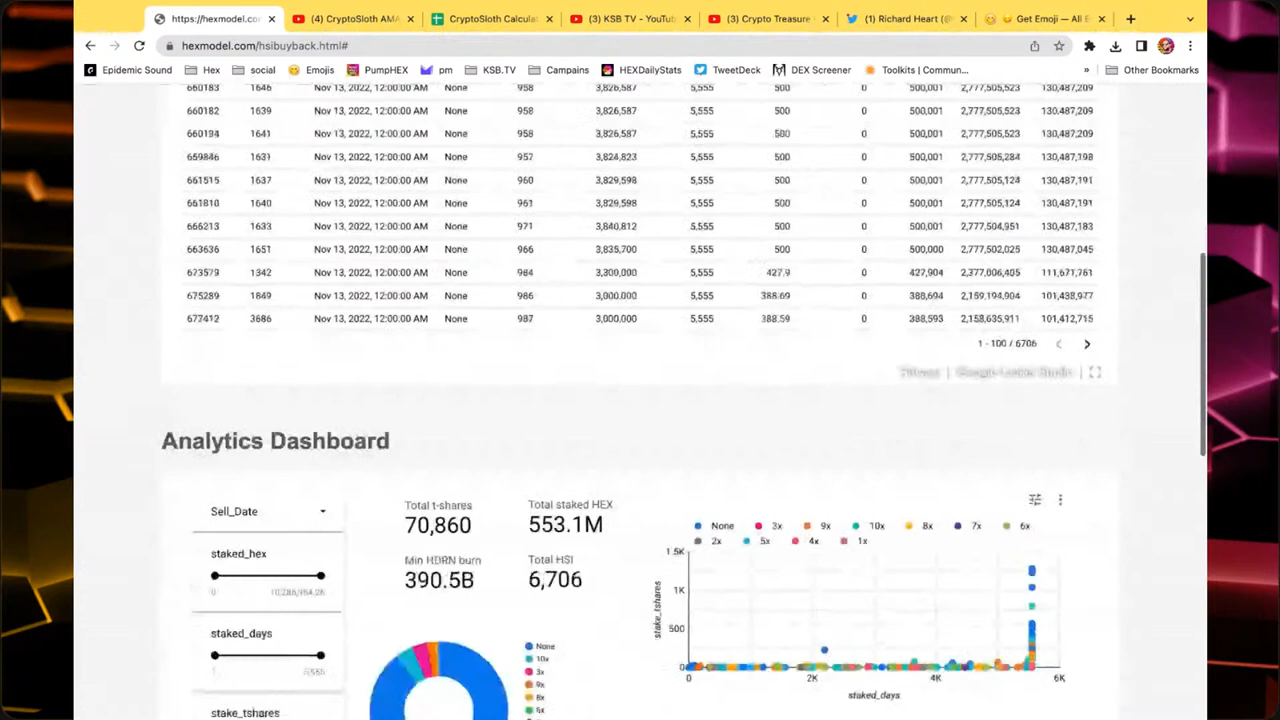 https://hexmodel.com/hs
(4) CryptoSloth AMA
CryptoSloth Calcula
(3) KSB TV - YouTub
(3) Crypto Treasure
(1) Richard Heart (@
Get Emoji — All E
hexmodel.com/hsibuyback.html#
Epidemic Sound
Hex
social
Emojis
PumpHEX
pm
KSB.TV
Campains
HEXDailyStats
TweetDeck
DEX Screener
Toolkits | Commun...
»
Other Bookmarks
660183 1646 Nov 13, 2022, 12:00:00 AM None 958 3,826,587 5,555 500 0 500,001 2,777,505,523 130,487,209
660182 1639 Nov 13, 2022, 12:00:00 AM None 958 3,826,587 5,555 500 0 500,001 2,777,505,523 130,487,209
660194 1641 Nov 13, 2022, 12:00:00 AM None 958 3,826,587 5,555 500 0 500,001 2,777,505,523 130,487,209
659846 1631 Nov 13, 2022, 12:00:00 AM None 957 3,824,823 5,555 500 0 500,001 2,777,505,284 130,487,198
661515 1637 Nov 13, 2022, 12:00:00 AM None 960 3,829,598 5,555 500 0 500,001 2,777,505,124 130,487,191
661810 1640 Nov 13, 2022, 12:00:00 AM None 961 3,829,598 5,555 500 0 500,001 2,777,505,124 130,487,191
666213 1633 Nov 13, 2022, 12:00:00 AM None 971 3,840,812 5,555 500 0 500,001 2,777,504,951 130,487,183
663636 1651 Nov 13, 2022, 12:00:00 AM None 966 3,835,700 5,555 500 0 500,000 2,777,502,025 130,487,045
673579 1342 Nov 13, 2022, 12:00:00 AM None 984 3,300,000 5,555 427.9 0 427,904 2,377,006,405 111,671,761
675289 1849 Nov 13, 2022, 12:00:00 AM None 986 3,000,000 5,555 388.69 0 388,694 2,159,194,904 101,438,977
677412 3686 Nov 13, 2022, 12:00:00 AM None 987 3,000,000 5,555 388.59 0 388,593 2,158,635,911 101,412,715
1 - 100 / 6706 < >
Analytics Dashboard
Sell_Date
staked_hex
0
staked_days
1
stake_tshares
Total t-shares
70,860
Total staked HEX
553.1M
Min HDRN burn
390.5B
Total HSI
6,706
None
10x
3x
9x
8x
None 3x 9x 10x 8x 7x 6x
2x 5x 4x 1x
1.5K
1K
500
0
stake_tshares
0 2K 4K 6K
staked_days